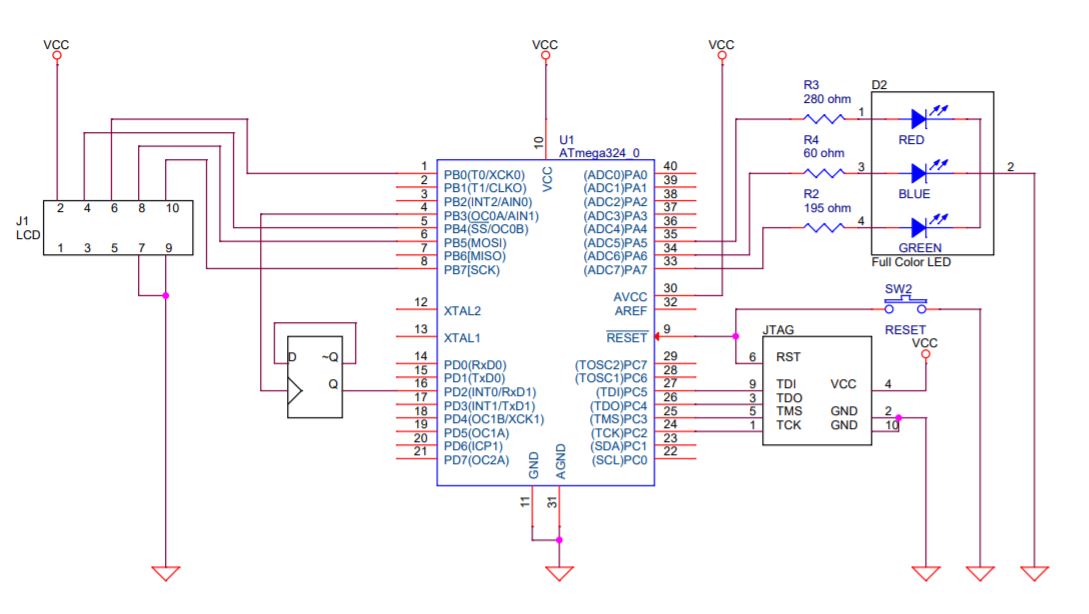 VCC
VCC
VCC
R3
280 ohm
D2
1
RED
R4
60 ohm
3
BLUE
2
R2
195 ohm
4
GREEN
Full Color LED
J1
LCD
2 4 6 8 10
1 3 5 7 9
U1
ATmega324_0
10
VCC
1 PB0(T0/XCK0)
2 PB1(T1/CLKO)
3 PB2(INT2/AIN0)
4 PB3(OC0A/AIN1)
5 PB4(SS/OC0B)
6 PB5(MOSI)
7 PB6(MISO)
8 PB7[SCK)
12 XTAL2
13 XTAL1
14 PD0(RxD0)
15 PD1(TxD0)
16 PD2(INT0/RxD1)
17 PD3(INT1/TxD1)
18 PD4(OC1B/XCK1)
19 PD5(OC1A)
20 PD6(ICP1)
21 PD7(OC2A)
(ADC0)PA0 40
(ADC1)PA1 39
(ADC2)PA2 38
(ADC3)PA3 37
(ADC4)PA4 36
(ADC5)PA5 35
(ADC6)PA6 34
(ADC7)PA7 33
AVCC 30
AREF 32
RESET 9
(TOSC2)PC7 29
(TOSC1)PC6 28
(TDI)PC5 27
(TDO)PC4 26
(TMS)PC3 25
(TCK)PC2 24
(SDA)PC1 23
(SCL)PC0 22
GND
AGND
11
31
D ~Q
Q
SW2
RESET
VCC
JTAG
6 RST
9 TDI VCC 4
3 TDO
5 TMS GND 2
1 TCK GND 10